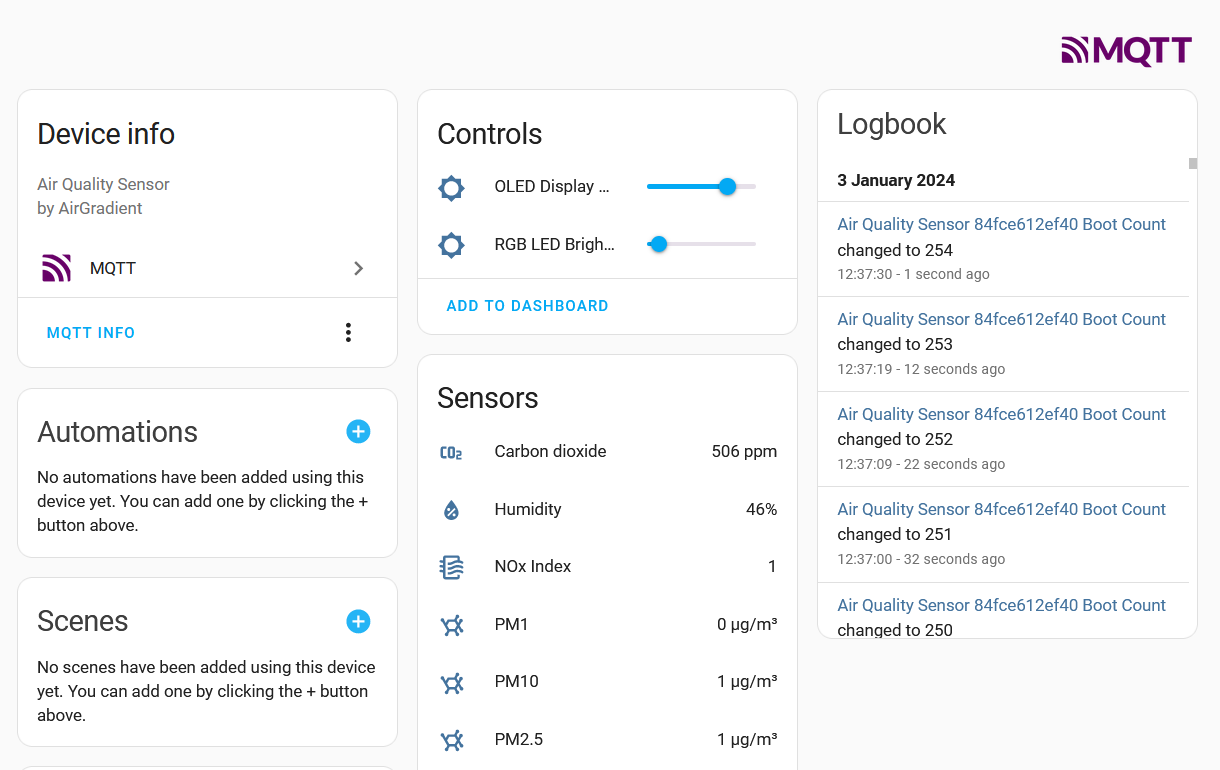 MQTT
Device info
Air Quality Sensor
by AirGradient
MQTT
MQTT INFO
Automations
No automations have been added using this
device yet. You can add one by clicking the +
button above.
Scenes
No scenes have been added using this device
yet. You can add one by clicking the + button
above.
Controls
OLED Display ...
RGB LED Brigh...
ADD TO DASHBOARD
Sensors
CO₂ Carbon dioxide 506 ppm
Humidity 46%
NOx Index 1
PM1 0 µg/m³
PM10 1 µg/m³
PM2.5 1 µg/m³
Logbook
3 January 2024
Air Quality Sensor 84fce612ef40 Boot Count
changed to 254
12:37:30 - 1 second ago
Air Quality Sensor 84fce612ef40 Boot Count
changed to 253
12:37:19 - 12 seconds ago
Air Quality Sensor 84fce612ef40 Boot Count
changed to 252
12:37:09 - 22 seconds ago
Air Quality Sensor 84fce612ef40 Boot Count
changed to 251
12:37:00 - 32 seconds ago
Air Quality Sensor 84fce612ef40 Boot Count
changed to 250